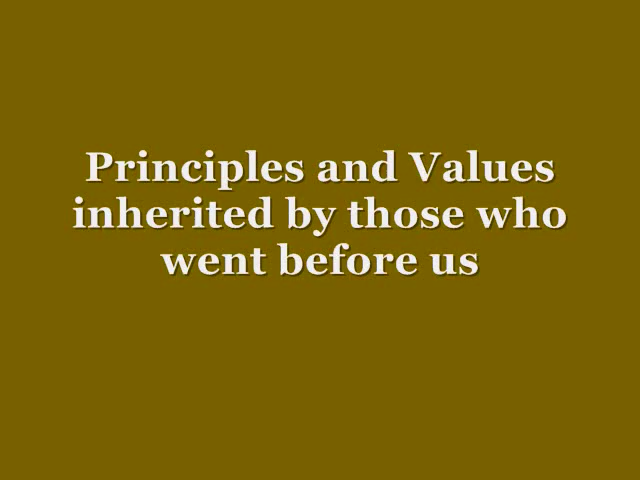 Principles and Values
inherited by those who
went before us